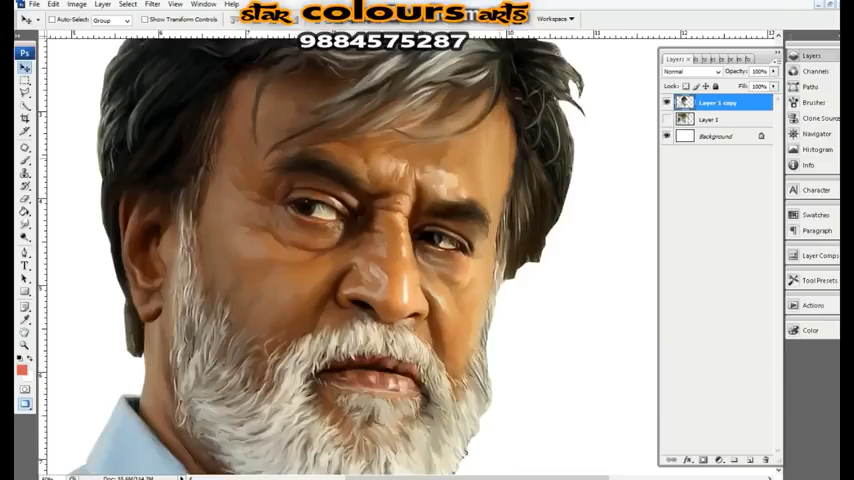 File Edit Image Layer Select Filter View Window
star colours arts
9884575287
Auto-Select: Group Show Transform Controls
Workspace
Layers
Normal Opacity: 100%
Lock: Fill: 100%
Layer 1 copy
Layer 1
Background
Ps
T
Layers
Channels
Paths
Brushes
Clone Source
Navigator
Histogram
Info
Character
Swatches
Paragraph
Layer Comps
Tool Presets
Actions
Color